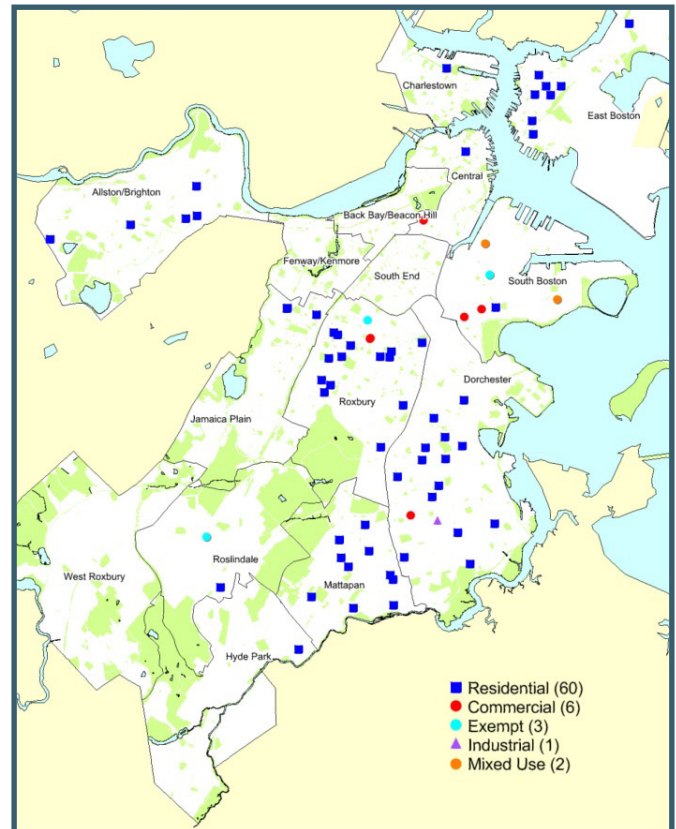 Charlestown
East Boston
Central
Allston/Brighton
Back Bay/Beacon Hill
Fenway/Kenmore
South End
South Boston
Dorchester
Roxbury
Jamaica Plain
Roslindale
West Roxbury
Mattapan
Hyde Park
Residential (60)
Commercial (6)
Exempt (3)
Industrial (1)
Mixed Use (2)